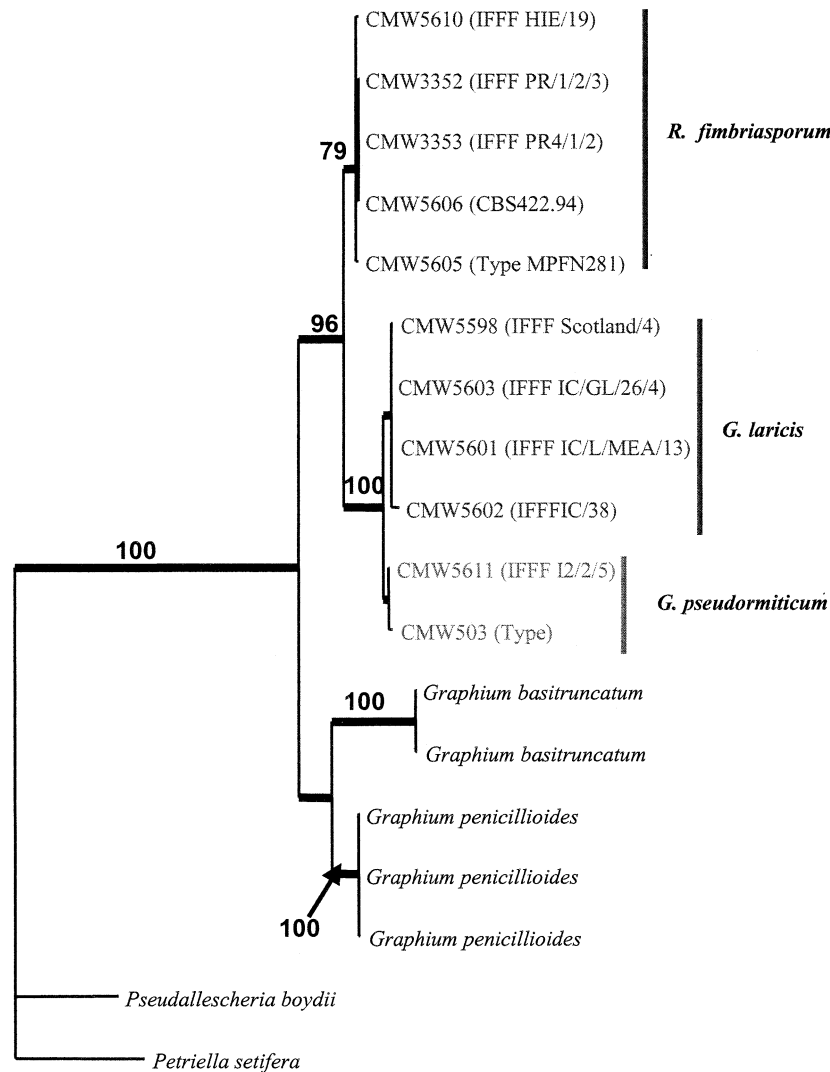 CMW5610 (IFFF HIE/19)
CMW3352 (IFFF PR/1/2/3)
79
CMW3353 (IFFF PR4/1/2)
R. fimbriasporum
CMW5606 (CBS422.94)
CMW5605 (Type MPFN281)
96
CMW5598 (IFFF Scotland/4)
CMW5603 (IFFF IC/GL/26/4)
G. laricis
CMW5601 (IFFF IC/L/MEA/13)
100
CMW5602 (IFFFIC/38)
100
CMW5611 (IFFF I2/2/5)
G. pseudormiticum
CMW503 (Type)
100
Graphium basitruncatum
Graphium basitruncatum
Graphium penicillioides
Graphium penicillioides
100
Graphium penicillioides
Pseudallescheria boydii
Petriella setifera